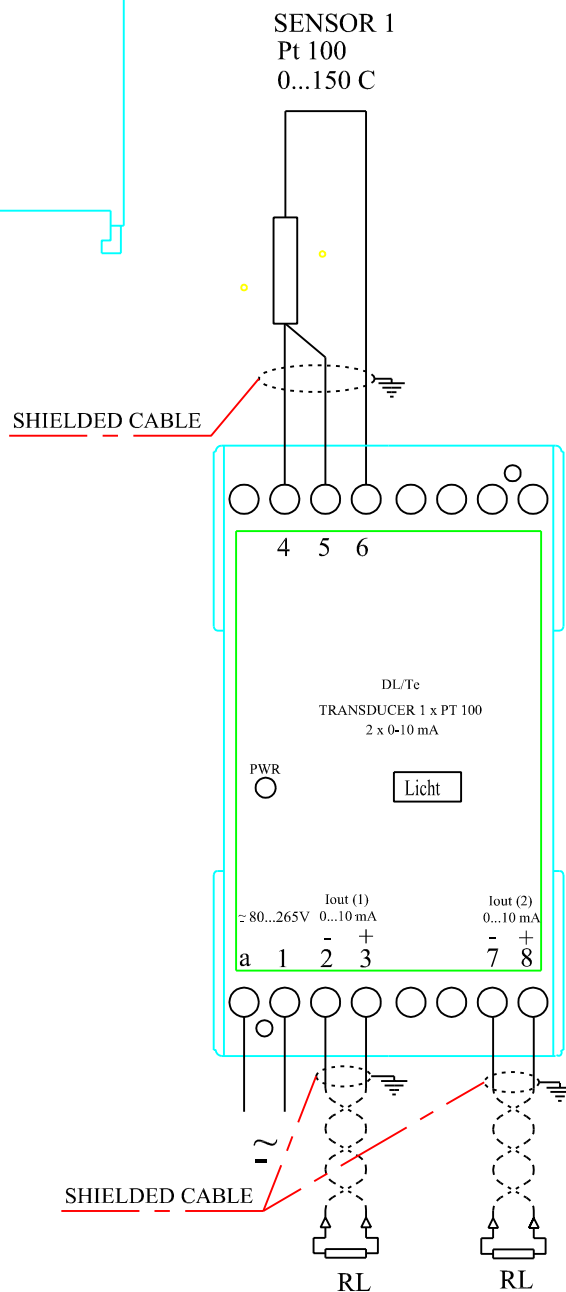 SENSOR 1
Pt 100
0...150 C
SHIELDED CABLE
4 5 6
DL/Te
TRANSDUCER 1 x PT 100
2 x 0-10 mA
PWR
Licht
Iout (1)
Iout (2)
≂ 80...265V
0...10 mA
0...10 mA
- +
- +
a 1 2 3 7 8
~
-
SHIELDED CABLE
RL
RL